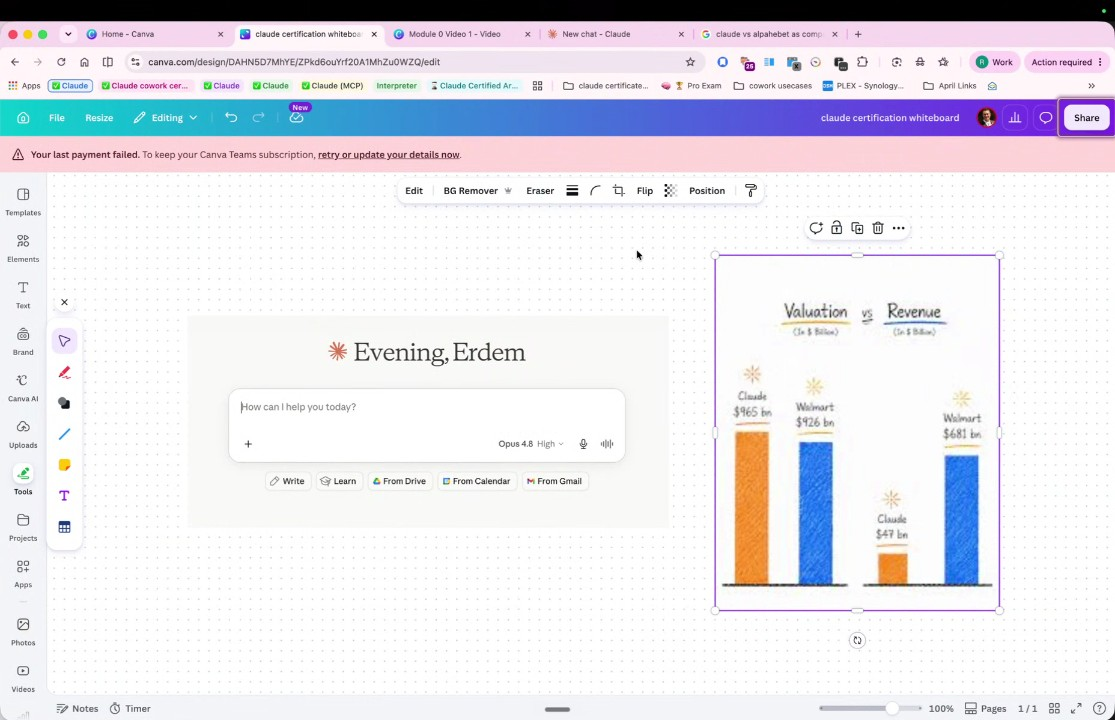 Home - Canva
claude certification whiteboa
Module 0 Video 1 - Video
New chat - Claude
claude vs alpahebet as comp
canva.com/design/DAHN5D7MhYE/ZPkd6ouYrf20A1MhZu0WZQ/edit
25
R Work
Action required
Apps
Claude
Claude cowork cer...
Claude
Claude
Claude (MCP)
Interpreter
Claude Certified Ar...
claude certificate...
Pro Exam
cowork usecases
PLEX - Synology...
April Links
New
File
Resize
Editing
claude certification whiteboard
Share
Your last payment failed. To keep your Canva Teams subscription, retry or update your details now.
Edit
BG Remover
Eraser
Flip
Position
Templates
Elements
Text
Brand
Canva AI
Uploads
Tools
Projects
Apps
Photos
Videos
Evening, Erdem
How can I help you today?
Opus 4.8 High
Write
Learn
From Drive
From Calendar
From Gmail
Valuation vs Revenue
(In $ Billion)
(In $ Billion)
Claude
$965 bn
Walmart
$926 bn
Claude
$47 bn
Walmart
$681 bn
Notes
Timer
100%
Pages
1 / 1